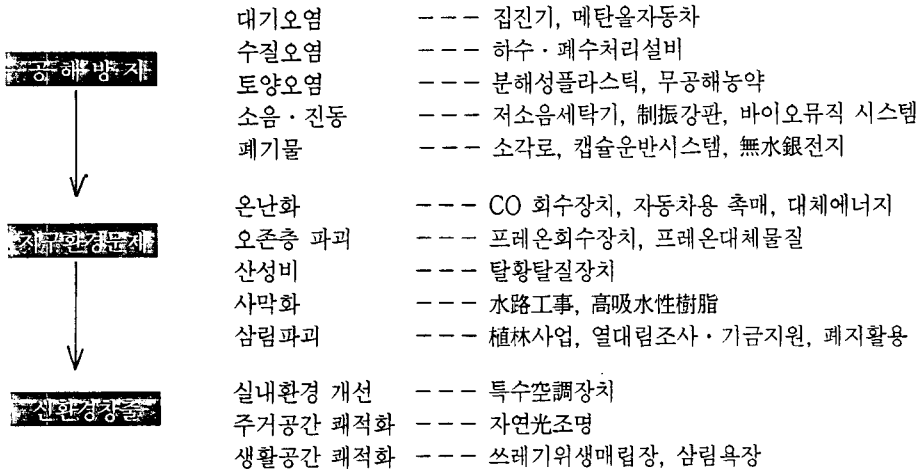 대기오염 --- 집진기, 메탄올자동차
수질오염 --- 하수·폐수처리설비
공해방지
토양오염 --- 분해성플라스틱, 무공해농약
소음·진동 --- 저소음세탁기, 制振강판, 바이오뮤직 시스템
폐기물 --- 소각로, 캡슐운반시스템, 無水銀전지
온난화 --- CO 회수장치, 자동차용 촉매, 대체에너지
지구환경문제
오존층 파괴 --- 프레온회수장치, 프레온대체물질
산성비 --- 탈황탈질장치
사막화 --- 水路工事, 高吸水性樹脂
삼림파괴 --- 植林사업, 열대림조사·기금지원, 폐지활용
실내환경 개선 --- 특수空調장치
신환경창출
주거공간 쾌적화 --- 자연光조명
생활공간 쾌적화 --- 쓰레기위생매립장, 삼림욕장